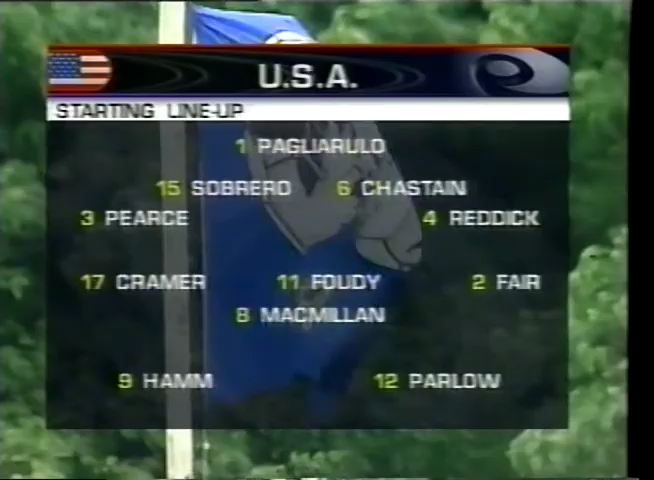 U.S.A.
STARTING LINE-UP
1 PAGLIARULO
15 SOBRERO 6 CHASTAIN
3 PEARCE 4 REDDICK
17 CRAMER 11 FOUDY 2 FAIR
8 MACMILLAN
9 HAMM 12 PARLOW